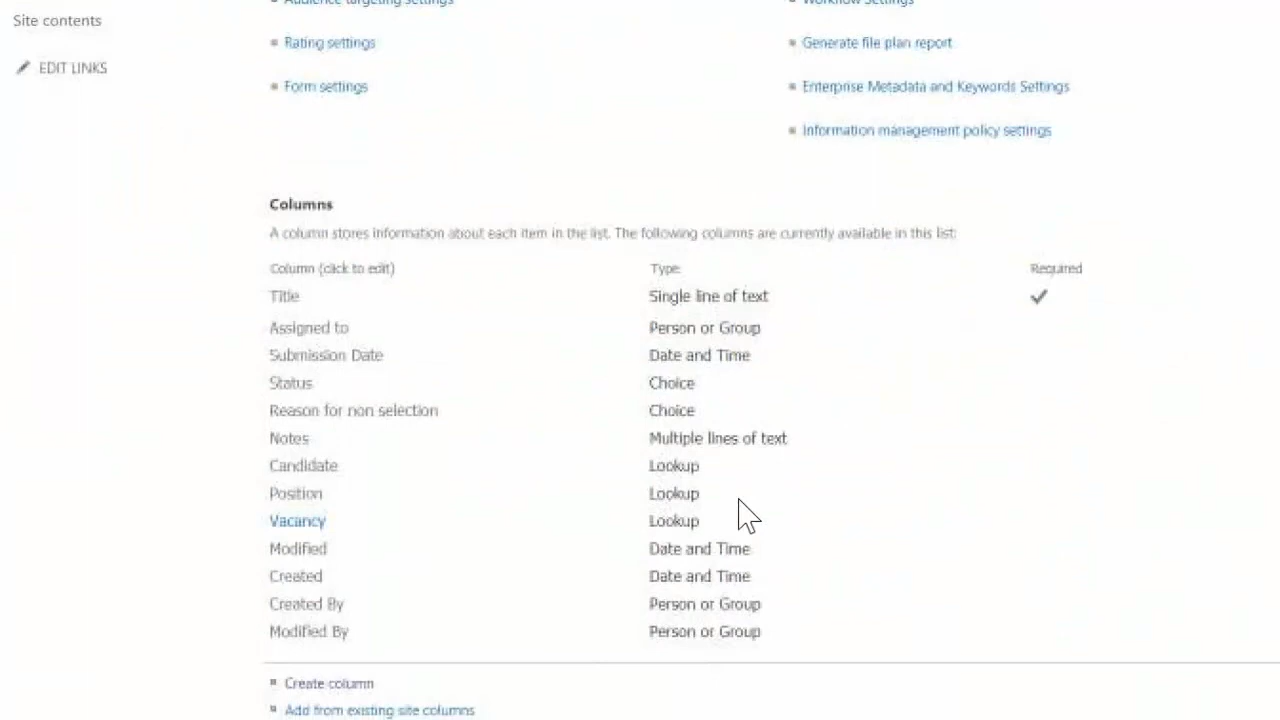 Site contents
EDIT LINKS
Audience targeting settings
Rating settings
Form settings
Workflow Settings
Generate file plan report
Enterprise Metadata and Keywords Settings
Information management policy settings
Columns
A column stores information about each item in the list. The following columns are currently available in this list:
Column (click to edit) Type Required
Title Single line of text
Assigned to Person or Group
Submission Date Date and Time
Status Choice
Reason for non selection Choice
Notes Multiple lines of text
Candidate Lookup
Position Lookup
Vacancy Lookup
Modified Date and Time
Created Date and Time
Created By Person or Group
Modified By Person or Group
Create column
Add from existing site columns